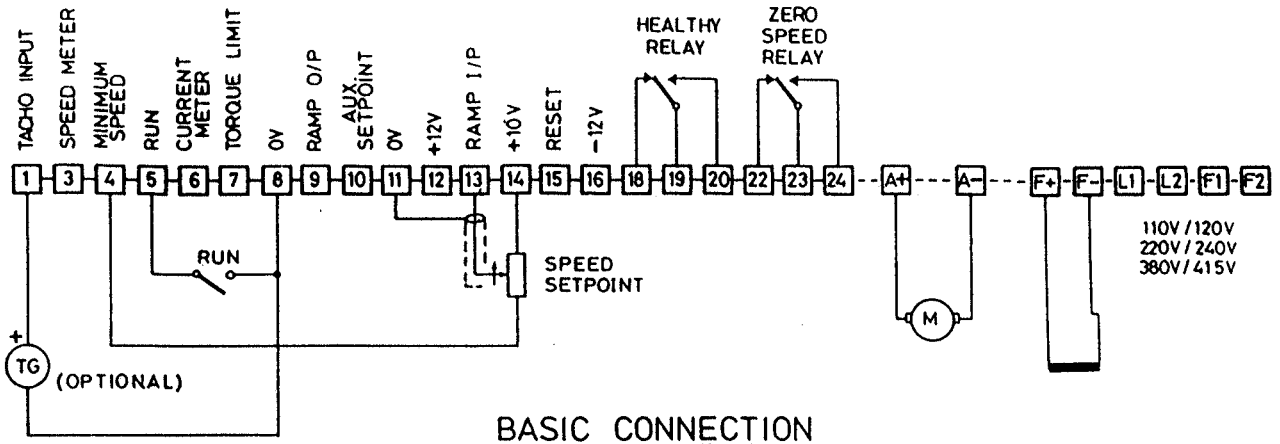 TACHO INPUT
SPEED METER
MINIMUM
SPEED
RUN
CURRENT
METER
TORQUE LIMIT
0V
RAMP O/P
AUX
SETPOINT
0V
+12V
RAMP I/P
+10V
RESET
-12V
HEALTHY
RELAY
ZERO
SPEED
RELAY
1 3 4 5 6 7 8 9 10 11 12 13 14 15 16 18 19 20 22 23 24 A+ A- F+ F- L1 L2 F1 F2
110V/120V
220V/240V
380V/415V
RUN
SPEED
SETPOINT
M
+
TG
(OPTIONAL)
BASIC CONNECTION